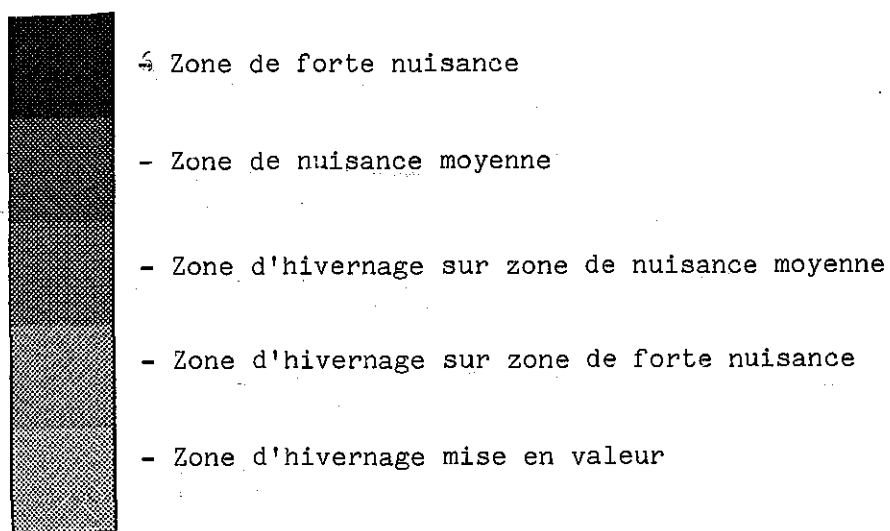 - Zone de forte nuisance
- Zone de nuisance moyenne
- Zone d'hivernage sur zone de nuisance moyenne
- Zone d'hivernage sur zone de forte nuisance
- Zone d'hivernage mise en valeur